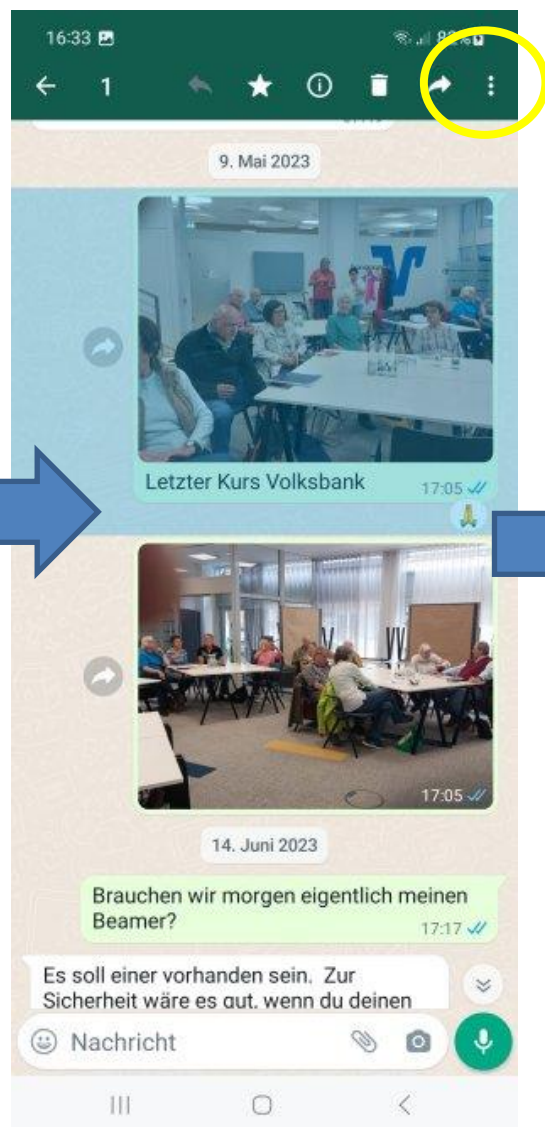 16:33
82%
1
9. Mai 2023
Letzter Kurs Volksbank 17:05
17:05
14. Juni 2023
Brauchen wir morgen eigentlich meinen
Beamer?
17:17
Es soll einer vorhanden sein. Zur
Sicherheit wäre es gut, wenn du deinen
Nachricht